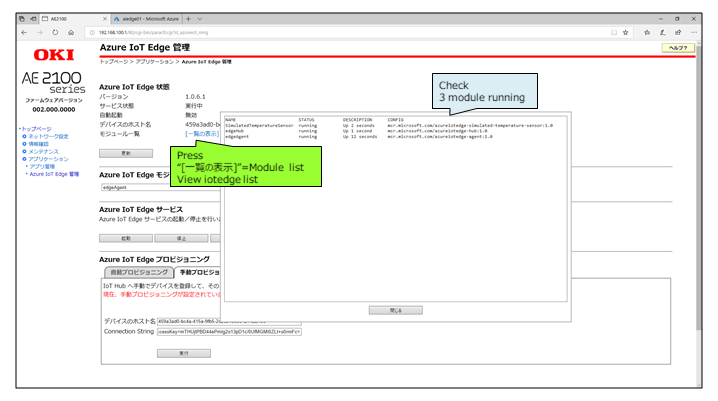 AE2100
aiedge01 - Microsoft Azure
192.168.100.1
OKI
AE 2100
series
ファームウェアバージョン
002.000.0000
トップページ
ネットワーク設定
情報確認
メンテナンス
アプリケーション
アプリ管理
Azure IoT Edge 管理
Azure IoT Edge 管理
ヘルプ?
トップページ > アプリケーション > Azure IoT Edge 管理
Azure IoT Edge 状態
バージョン 1.0.6.1
サービス状態 実行中
自動起動 無効
デバイスのホスト名 459a3ad0-b
モジュール一覧 [一覧の表示]
更新
Check
3 module running
NAME STATUS DESCRIPTION CONFIG
SimulatedTemperatureSensor running Up 2 seconds mcr.microsoft.com/azureiotedge-simulated-temperature-sensor:1.0
edgeHub running Up 1 second mcr.microsoft.com/azureiotedge-hub:1.0
edgeAgent running Up 12 seconds mcr.microsoft.com/azureiotedge-agent:1.0
Press
"[一覧の表示]"=Module list
View iotedge list
Azure IoT Edge モジ
edgeAgent
Azure IoT Edge サービス
Azure IoT Edge サービスの起動／停止を行い
起動
停止
Azure IoT Edge プロビジョニング
自動プロビジョニング
手動プロビショ
IoT Hub へ手動でデバイスを登録して、その
現在、手動プロビジョニングが設定されてい
閉じる
デバイスのホスト名
Connection String
実行